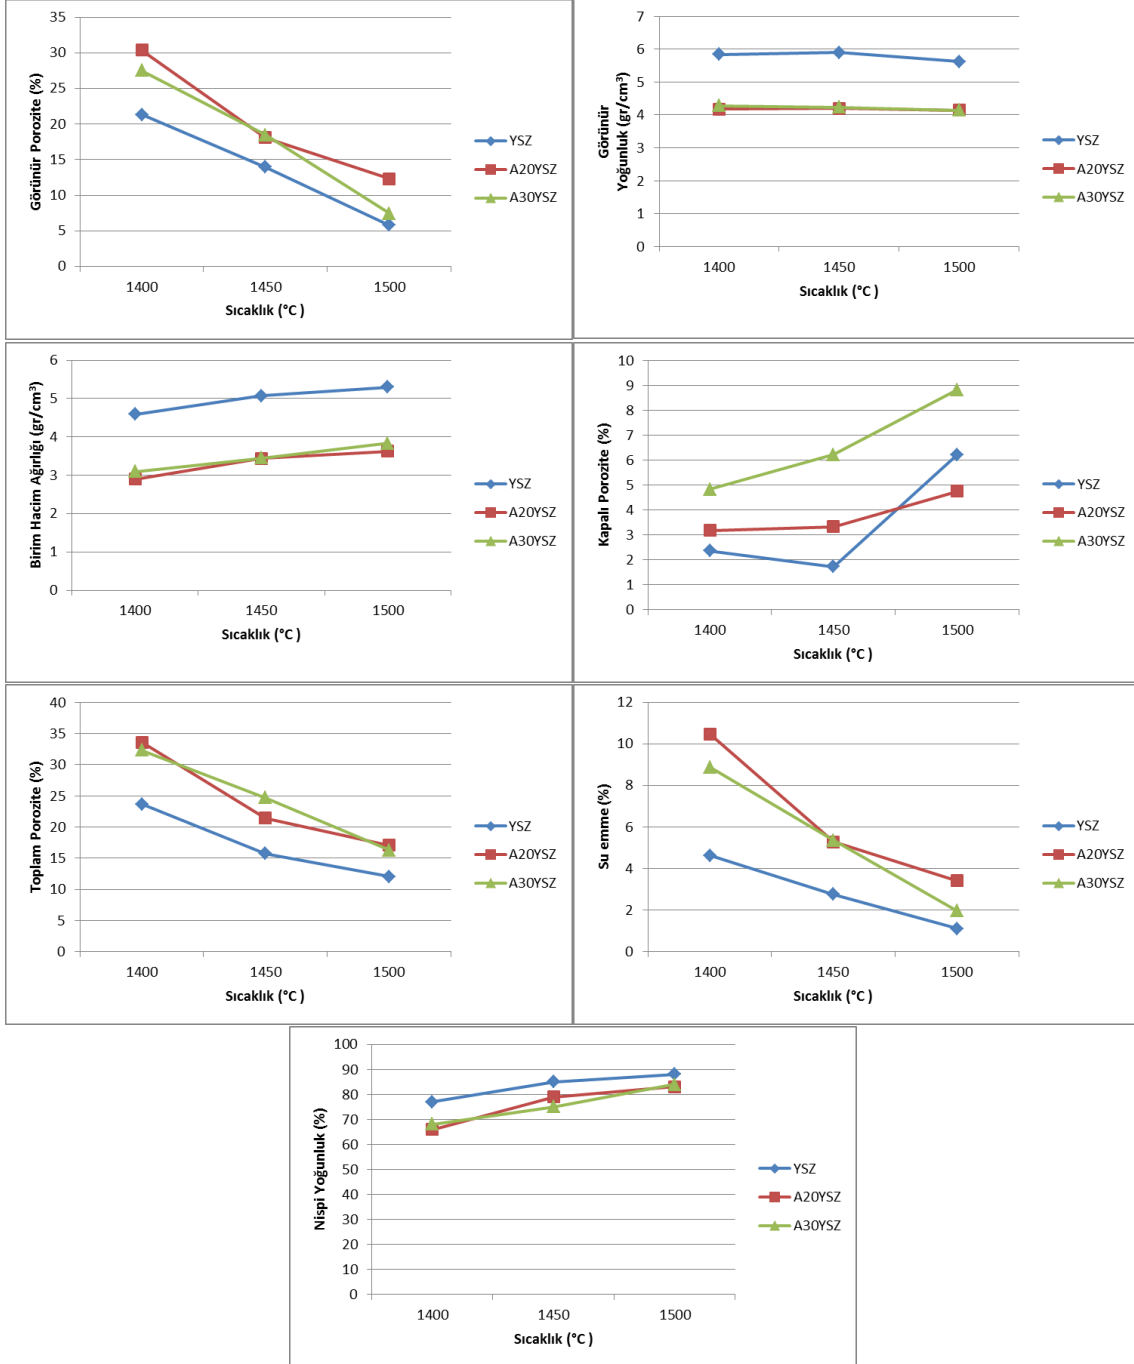 Görünür Porozite (%)
35
30
25
20
15
10
5
0
1400 1450 1500
Sıcaklık (°C )
YSZ
A20YSZ
A30YSZ
Görünür
Yoğunluk (gr/cm³)
7
6
5
4
3
2
1
0
1400 1450 1500
Sıcaklık (°C )
YSZ
A20YSZ
A30YSZ
Birim Hacim Ağırlığı (gr/cm³)
6
5
4
3
2
1
0
1400 1450 1500
Sıcaklık (°C )
YSZ
A20YSZ
A30YSZ
Kapalı Porozite (%)
10
9
8
7
6
5
4
3
2
1
0
1400 1450 1500
Sıcaklık (°C )
YSZ
A20YSZ
A30YSZ
Toplam Porozite (%)
40
35
30
25
20
15
10
5
0
1400 1450 1500
Sıcaklık (°C )
YSZ
A20YSZ
A30YSZ
Su emme (%)
12
10
8
6
4
2
0
1400 1450 1500
Sıcaklık (°C )
YSZ
A20YSZ
A30YSZ
Nispi Yoğunluk (%)
100
90
80
70
60
50
40
30
20
10
0
1400 1450 1500
Sıcaklık (°C )
YSZ
A20YSZ
A30YSZ